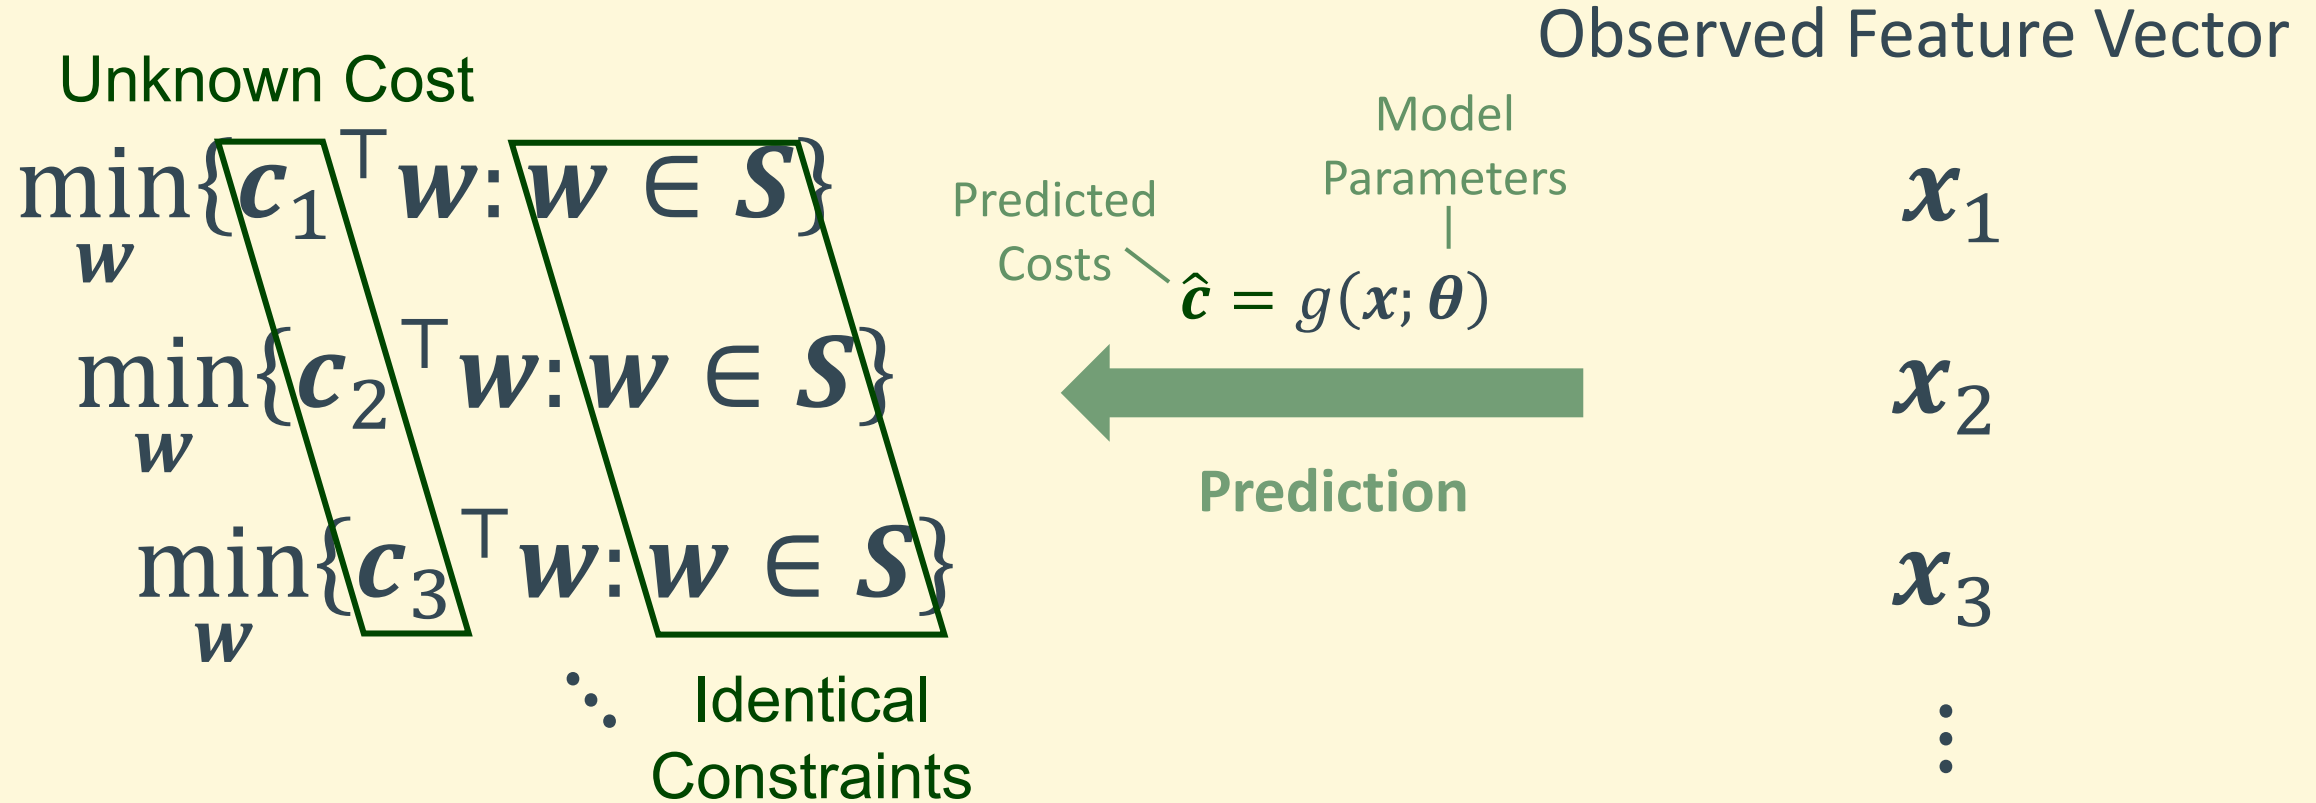 Observed Feature Vector
Unknown Cost
min{c₁⊤w: w ∈ S}
w
min{c₂⊤w: w ∈ S}
w
min{c₃⊤w: w ∈ S}
w
⋱
Identical
Constraints
Predicted
Costs
Model
Parameters
ĉ = g(x; θ)
Prediction
x₁
x₂
x₃
⋮